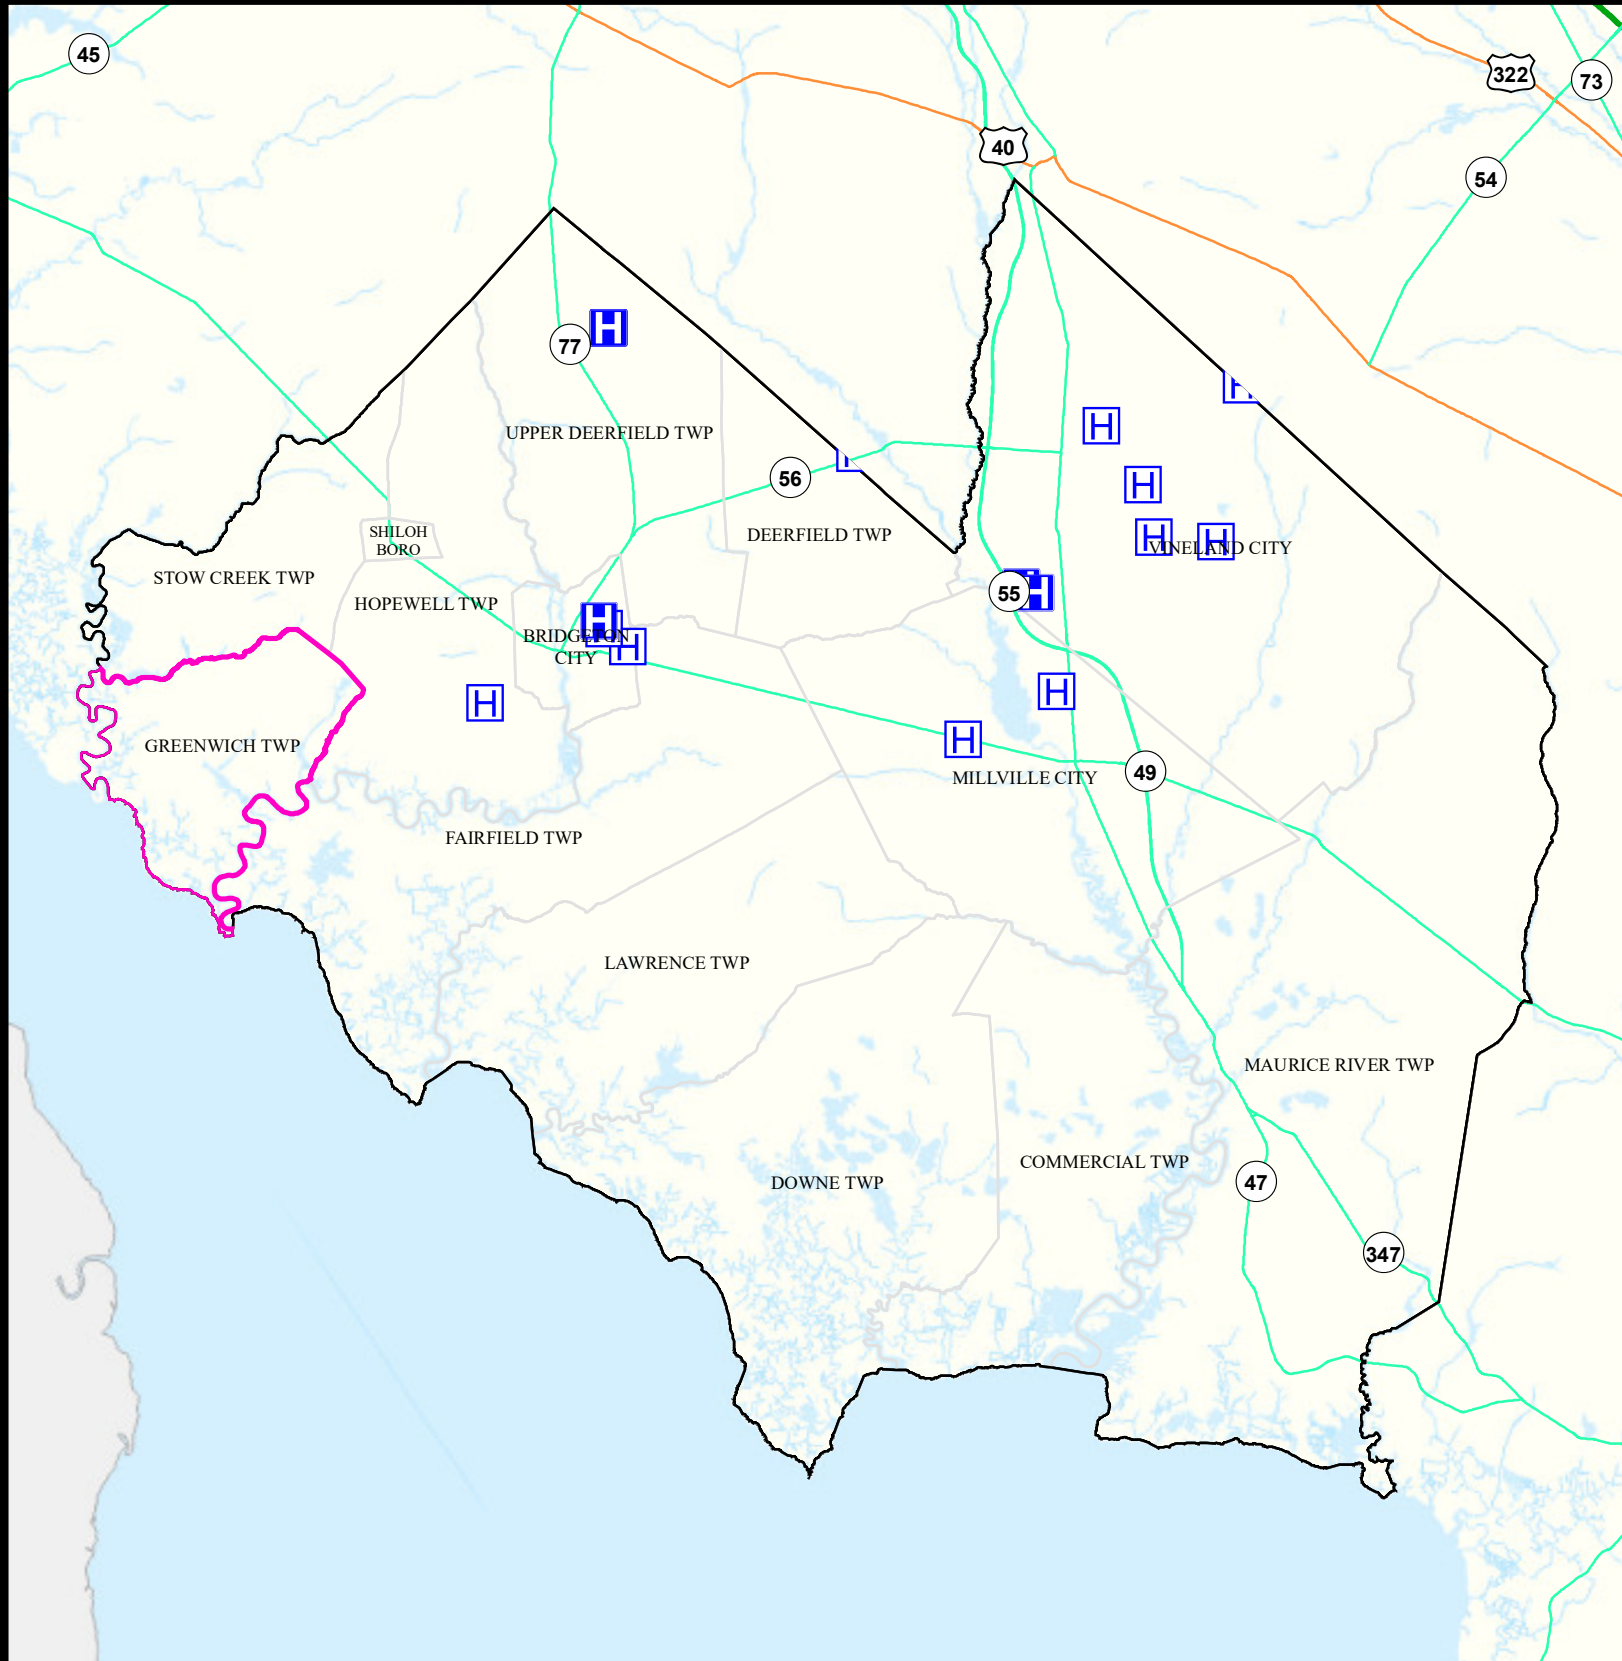 45
322
73
40
54
H
77
H
H
UPPER DEERFIELD TWP
H
56
H
SHILOH
BORO
DEERFIELD TWP
H
H
VINELAND CITY
STOW CREEK TWP
HOPEWELL TWP
55
H
H
BRIDGETON
CITY
H
H
H
GREENWICH TWP
H
MILLVILLE CITY
49
FAIRFIELD TWP
LAWRENCE TWP
MAURICE RIVER TWP
COMMERCIAL TWP
DOWNE TWP
47
347